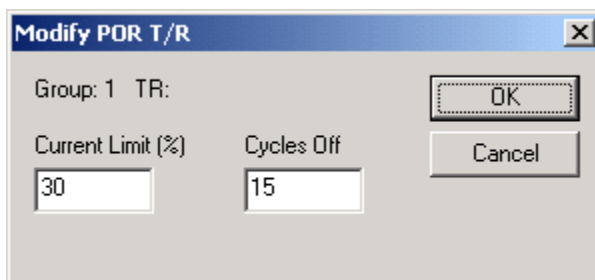 Modify POR T/R
Group: 1 TR:
OK
Current Limit (%) Cycles Off
Cancel
30 15